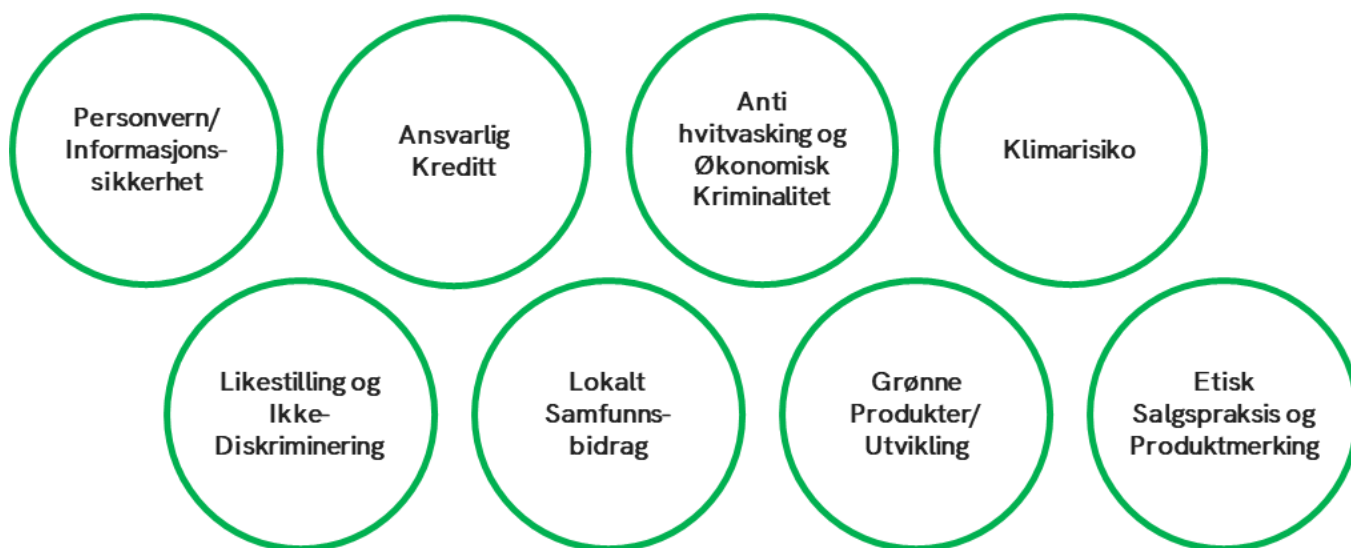 Personvern/
Informasjons-
sikkerhet
Ansvarlig
Kreditt
Anti
hvitvasking og
Økonomisk
Kriminalitet
Klimarisiko
Likestilling og
Ikke-
Diskriminering
Lokalt
Samfunns-
bidrag
Grønne
Produkter/
Utvikling
Etisk
Salgspraksis og
Produktmerking